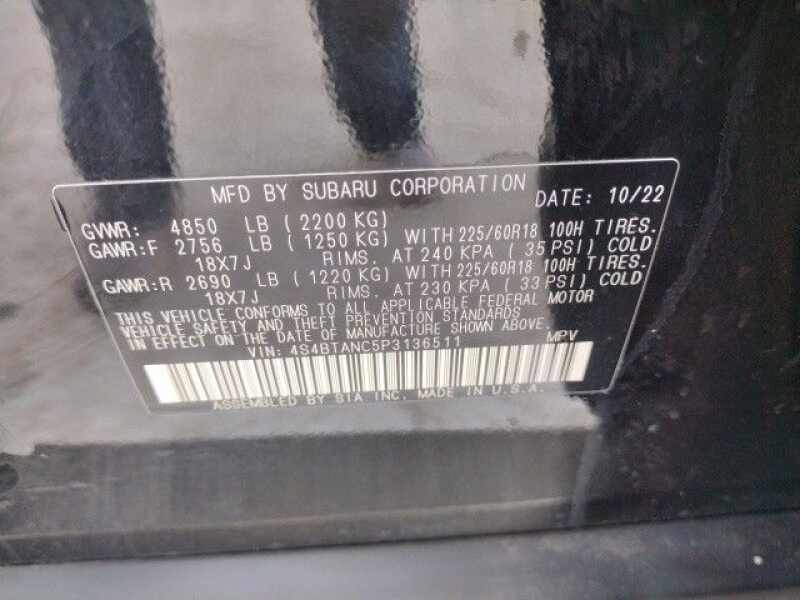 MFD BY SUBARU CORPORATION DATE: 10/22
GVWR: 4850 LB (2200 KG)
GAWR:F 2756 LB (1250 KG) WITH 225/60R18 100H TIRES.
18X7J RIMS. AT 240 KPA (35 PSI) COLD
GAWR:R 2690 LB (1220 KG) WITH 225/60R18 100H TIRES.
18X7J RIMS. AT 230 KPA (33 PSI) COLD
THIS VEHICLE CONFORMS TO ALL APPLICABLE FEDERAL MOTOR
VEHICLE SAFETY AND THEFT PREVENTION STANDARDS
IN EFFECT ON THE DATE OF MANUFACTURE SHOWN ABOVE.
VIN: 4S4BTANC5P3136511 MPV
ASSEMBLED BY SIA INC. MADE IN U.S.A.